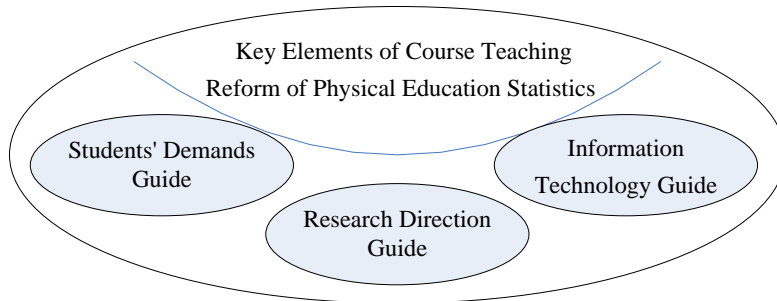 Key Elements of Course Teaching
Reform of Physical Education Statistics
Students' Demands
Guide
Information
Technology Guide
Research Direction
Guide